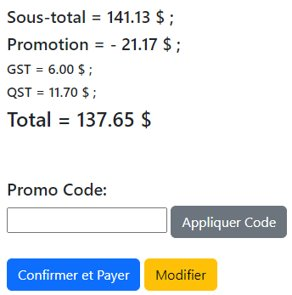 Sous-total = 141.13 $ ;
Promotion = - 21.17 $ ;
GST = 6.00 $ ;
QST = 11.70 $ ;
Total = 137.65 $
Promo Code:
Appliquer Code
Confirmer et Payer Modifier